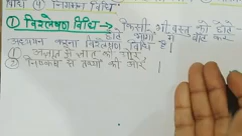 विधि (4) निगमन विधि
① विश्लेषण विधि → किसी भी वस्तु को छोटे
छोटे भागों में बाँट कर
अध्ययन करना विश्लेषण विधि है।
① अज्ञात से ज्ञात की ओर
② निष्कर्ष से तथ्यों की ओर।